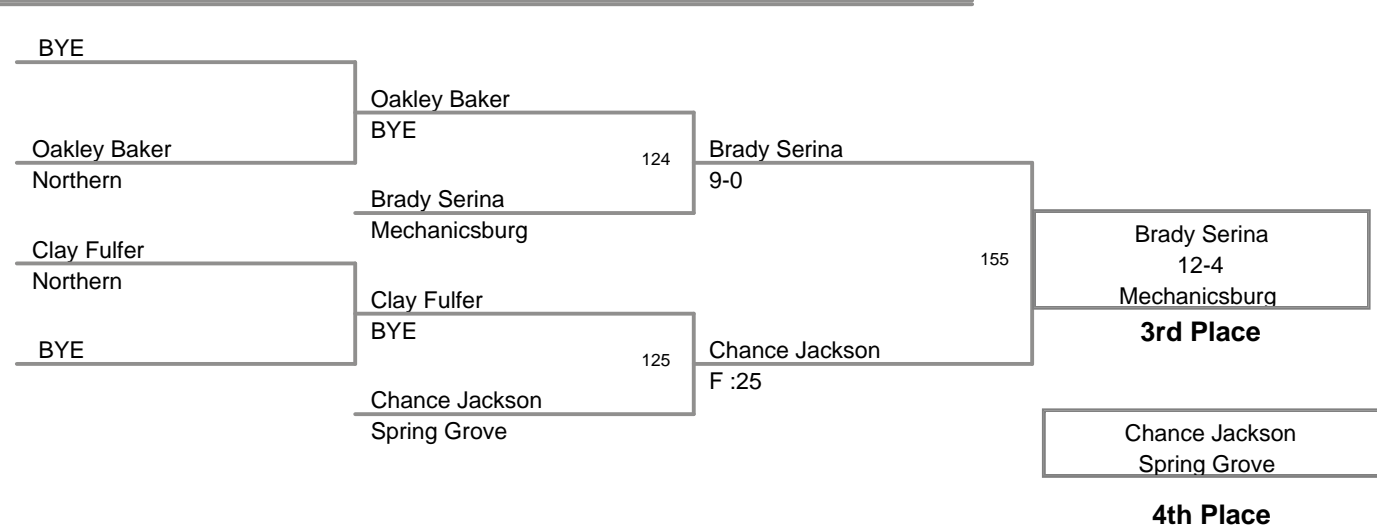 BYE
Oakley Baker
BYE
Oakley Baker
Northern
124
Brady Serina
9-0
Brady Serina
Mechanicsburg
Clay Fulfer
Northern
155
Brady Serina
12-4
Mechanicsburg
3rd Place
Clay Fulfer
BYE
BYE
125
Chance Jackson
F :25
Chance Jackson
Spring Grove
Chance Jackson
Spring Grove
4th Place